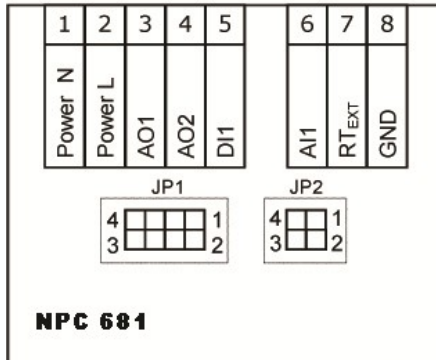 1 2 3 4 5 6 7 8
Power N Power L AO1 AO2 DI1 AI1 RTEXT GND
JP1 JP2
4 1 4 1
3 2 3 2
NPC 681